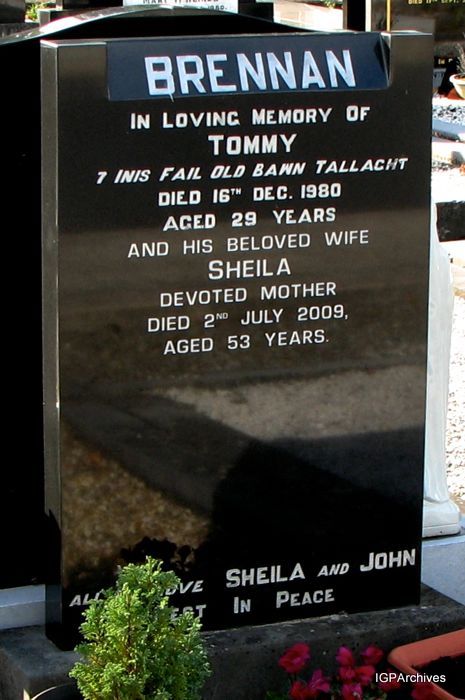 BRENNAN
IN LOVING MEMORY OF
TOMMY
7 INIS FAIL OLD BAWN TALLAGHT
DIED 16TH DEC. 1980
AGED 29 YEARS
AND HIS BELOVED WIFE
SHEILA
DEVOTED MOTHER
DIED 2ND JULY 2009,
AGED 53 YEARS.
SHEILA AND JOHN
IN PEACE
IGPArchives